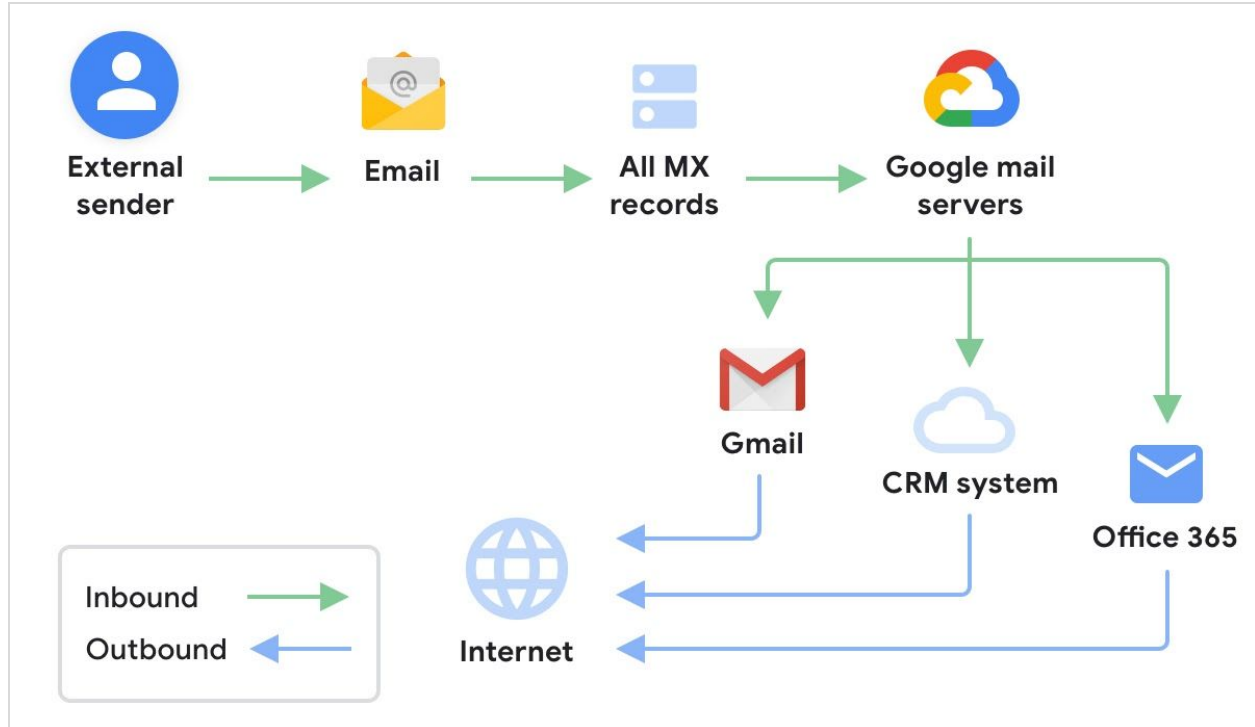 External
sender
@
Email
All MX
records
Google mail
servers
Gmail
CRM system
Office 365
Internet
Inbound
Outbound